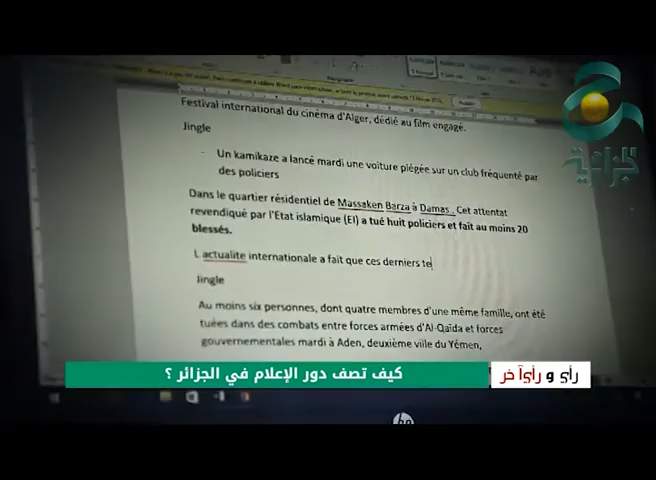 Festival international du cinéma d'Alger, dédié au film engagé.
Jingle
- Un kamikaze a lancé mardi une voiture piégée sur un club fréquenté par
des policiers
Dans le quartier résidentiel de Massaken Barza à Damas. Cet attentat
revendiqué par l'Etat islamique (EI) a tué huit policiers et fait au moins 20
blessés.
L actualite internationale a fait que ces derniers te
Jingle
Au moins six personnes, dont quatre membres d'une même famille, ont été
tuées dans des combats entre forces armées d'Al-Qaïda et forces
gouvernementales mardi à Aden, deuxième ville du Yémen,
كيف تصف دور الإعلام في الجزائر ؟
رأي و رأي آخر
الجزائرية
hp